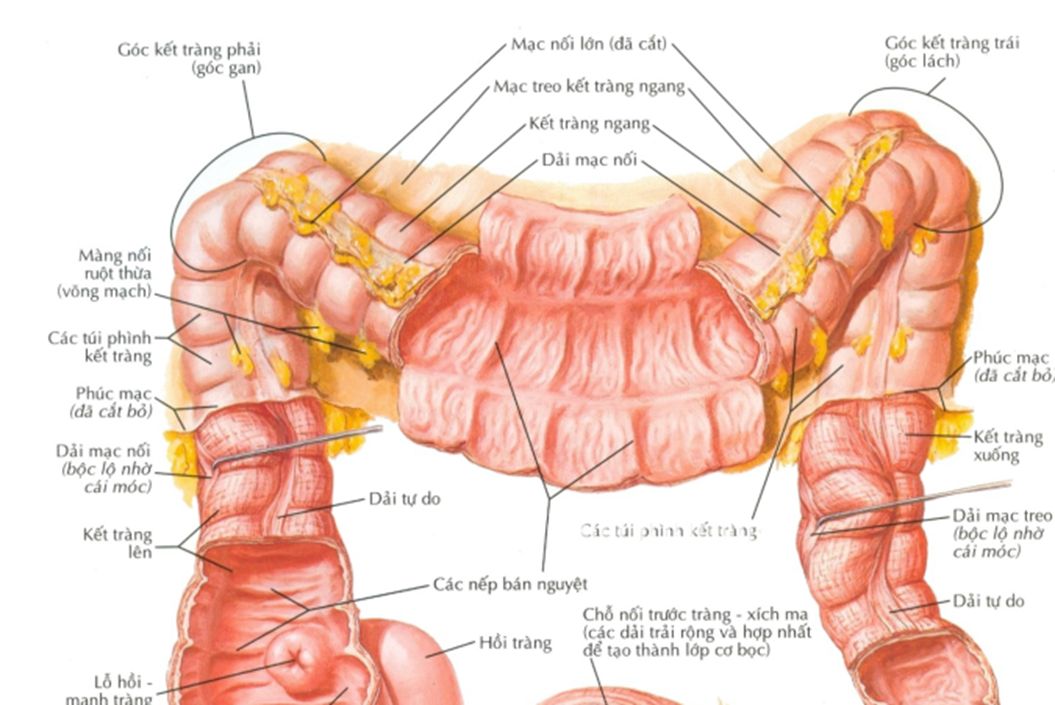 Góc kết tràng phải
(góc gan)
Mạc nối lớn (đã cắt)
Mạc treo kết tràng ngang
Kết tràng ngang
Dải mạc nối
Góc kết tràng trái
(góc lách)
Màng nối
ruột thừa
(võng mạch)
Các túi phình
kết tràng
Phúc mạc
(đã cắt bỏ)
Dải mạc nối
(bộc lộ nhờ
cái móc)
Kết tràng
lên
Dải tự do
Các túi phình kết tràng
Phúc mạc
(đã cắt bỏ)
Kết tràng
xuống
Dải mạc treo
(bộc lộ nhờ
cái móc)
Dải tự do
Các nếp bán nguyệt
Hồi tràng
Chỗ nối trước tràng - xích ma
(các dải trải rộng và hợp nhất
để tạo thành lớp cơ bọc)
Lỗ hồi -
manh tràng